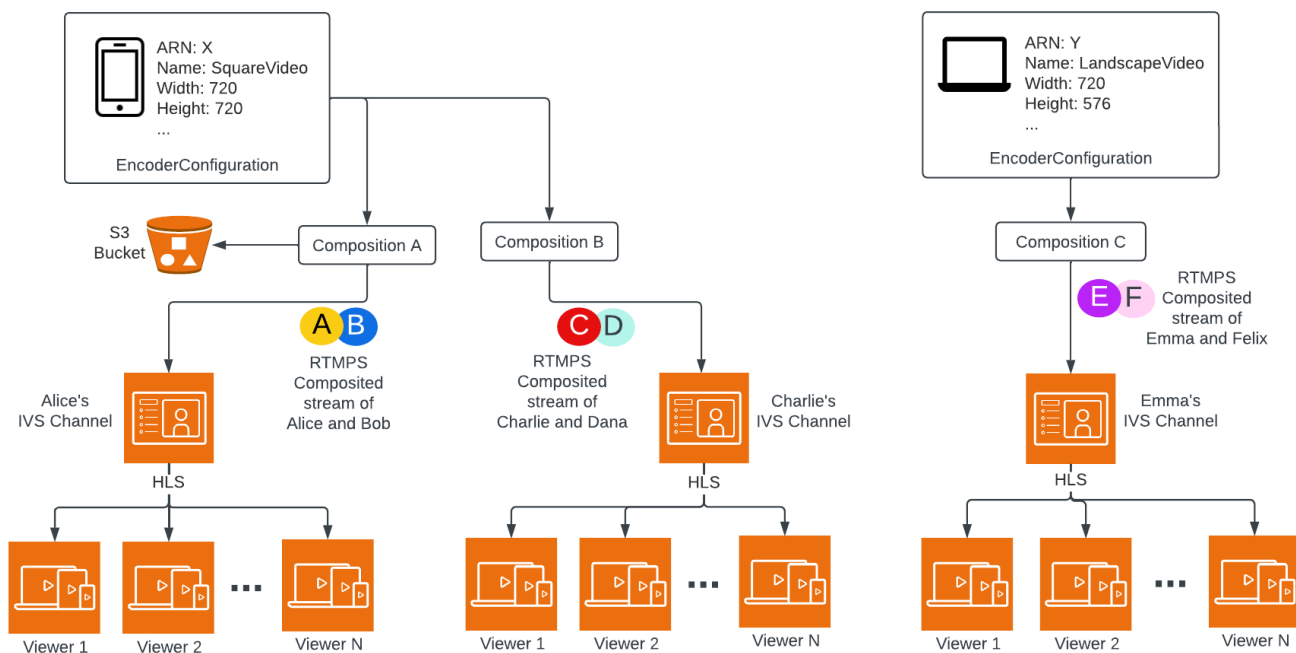 ARN: X
Name: SquareVideo
Width: 720
Height: 720
...
EncoderConfiguration
ARN: Y
Name: LandscapeVideo
Width: 720
Height: 576
...
EncoderConfiguration
S3
Bucket
Composition A
Composition B
Composition C
A B
RTMPS
Composited
stream of
Alice and Bob
C D
RTMPS
Composited
stream of
Charlie and Dana
E F
RTMPS
Composited
stream of
Emma and Felix
Alice's
IVS Channel
Charlie's
IVS Channel
Emma's
IVS Channel
HLS
HLS
HLS
Viewer 1
Viewer 2
...
Viewer N
Viewer 1
Viewer 2
...
Viewer N
Viewer 1
Viewer 2
...
Viewer N